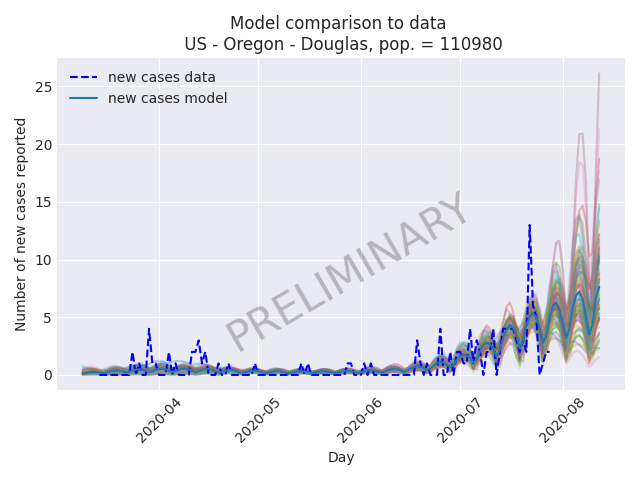 Model comparison to data
US - Oregon - Douglas, pop. = 110980
new cases data
new cases model
Number of new cases reported
25
20
15
10
5
0
PRELIMINARY
2020-04
2020-05
2020-06
2020-07
2020-08
Day